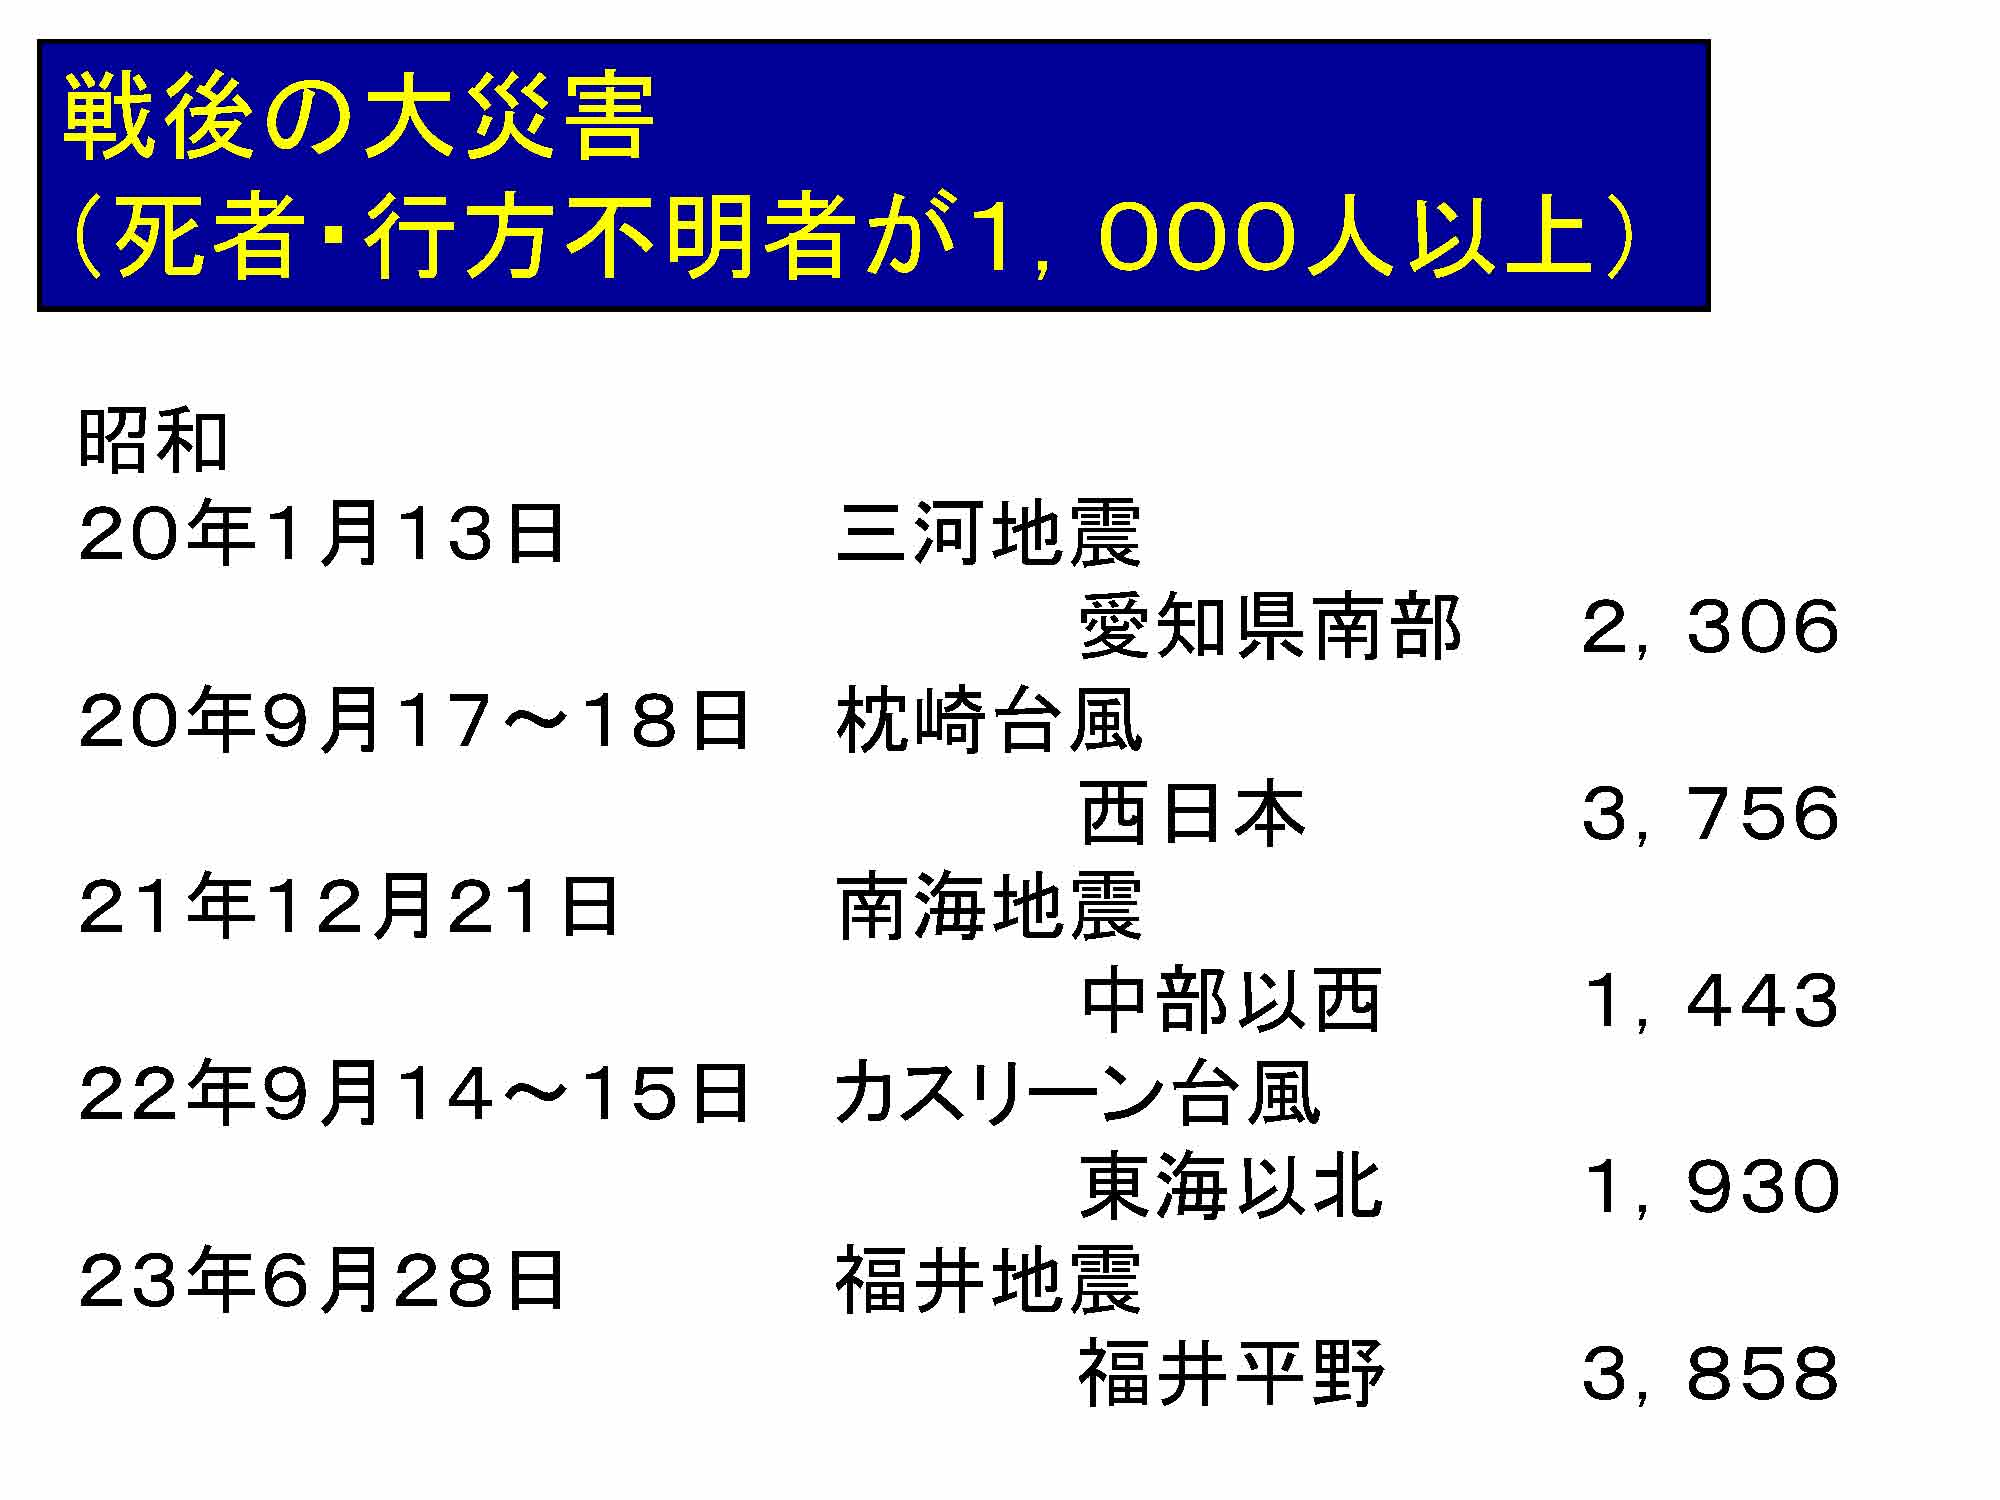 戦後の大災害
（死者・行方不明者が１，０００人以上）
昭和
２０年１月１３日　三河地震
愛知県南部　２，３０６
２０年９月１７～１８日　枕崎台風
西日本　３，７５６
２１年１２月２１日　南海地震
中部以西　１，４４３
２２年９月１４～１５日　カスリーン台風
東海以北　１，９３０
２３年６月２８日　福井地震
福井平野　３，８５８